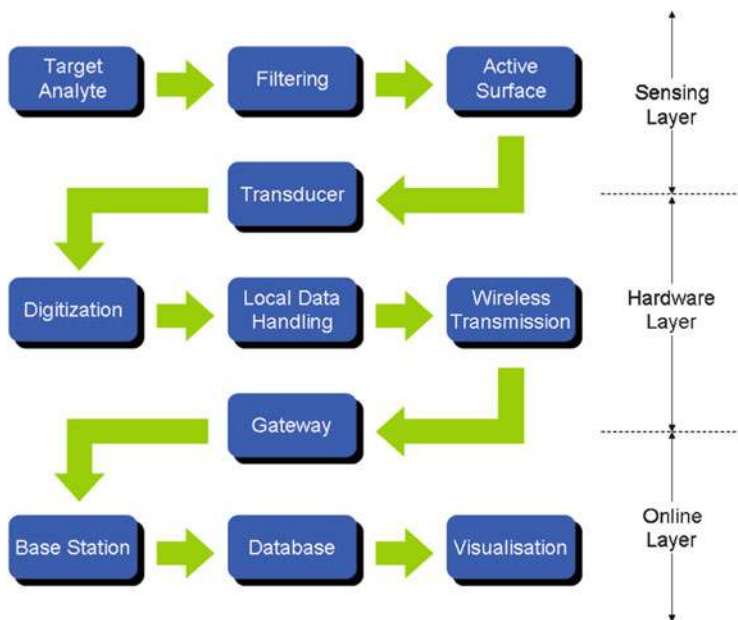 Target
Analyte
Filtering
Active
Surface
Sensing
Layer
Transducer
Digitization
Local Data
Handling
Wireless
Transmission
Hardware
Layer
Gateway
Base Station
Database
Visualisation
Online
Layer